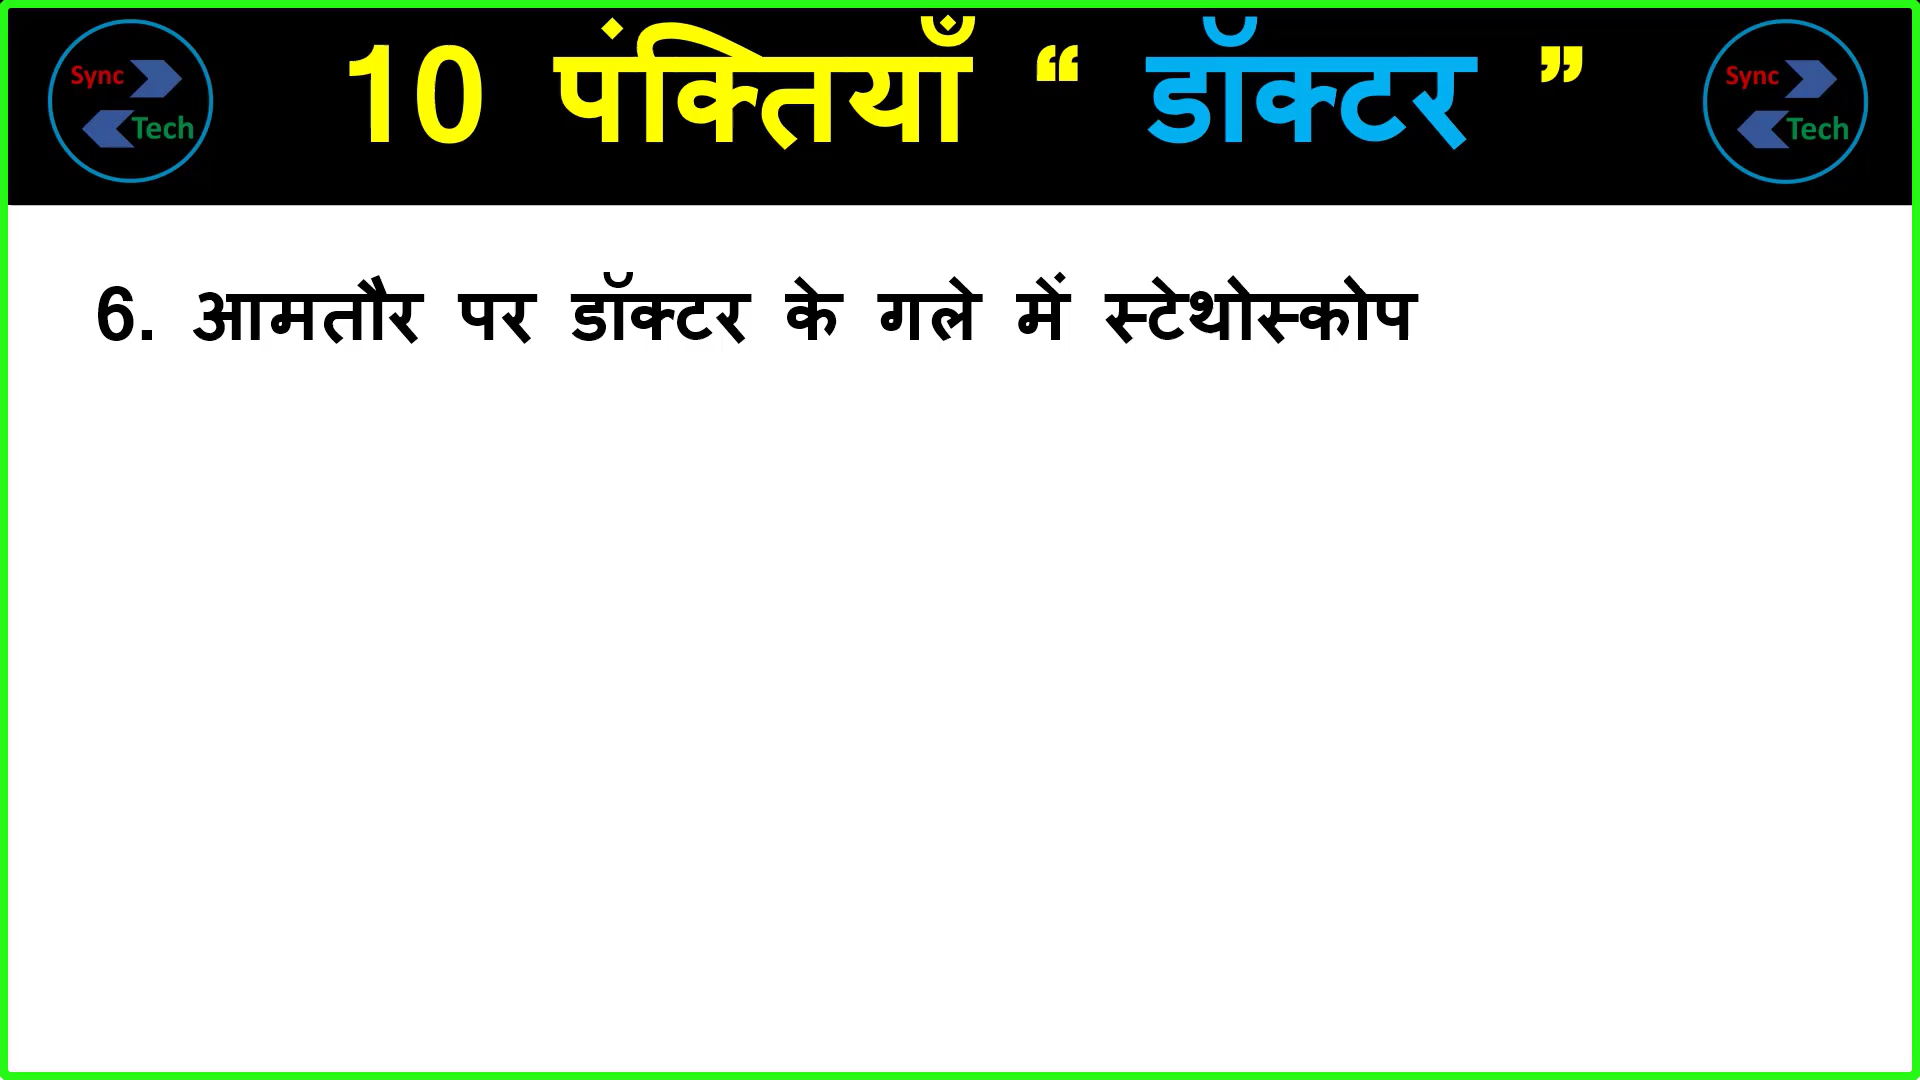 Sync
Tech
10 पंक्तियाँ “ डॉक्टर ”
Sync
Tech
6. आमतौर पर डॉक्टर के गले में स्टेथोस्कोप